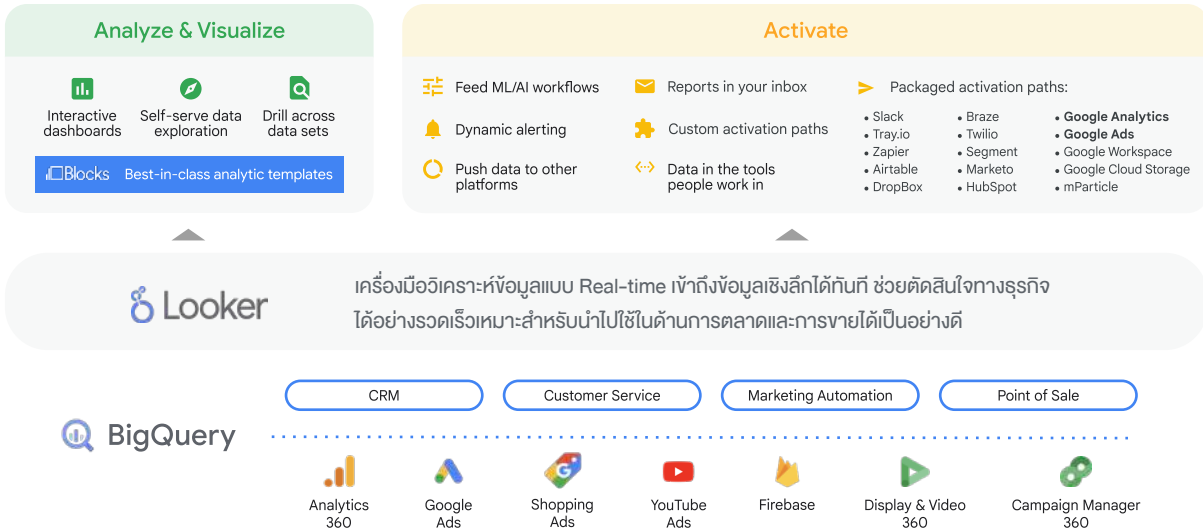 Analyze & Visualize
Interactive
dashboards
Self-serve data
exploration
Drill across
data sets
Blocks
Best-in-class analytic templates
Activate
Feed ML/AI workflows
Dynamic alerting
Push data to other
platforms
Reports in your inbox
Custom activation paths
Data in the tools
people work in
Packaged activation paths:
• Slack
• Tray.io
• Zapier
• Airtable
• DropBox
• Braze
• Twilio
• Segment
• Marketo
• HubSpot
• Google Analytics
• Google Ads
• Google Workspace
• Google Cloud Storage
• mParticle
Looker
เครื่องมือวิเคราะห์ข้อมูลแบบ Real-time เข้าถึงข้อมูลเชิงลึกได้ทันที ช่วยตัดสินใจทางธุรกิจ
ได้อย่างรวดเร็วเหมาะสำหรับนำไปใช้ในด้านการตลาดและการขายได้เป็นอย่างดี
BigQuery
CRM
Customer Service
Marketing Automation
Point of Sale
Analytics
360
Google
Ads
Shopping
Ads
YouTube
Ads
Firebase
Display & Video
360
Campaign Manager
360